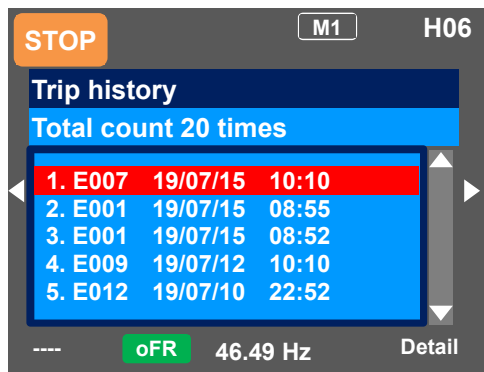 STOP M1 H06
Trip history
Total count 20 times
1. E007 19/07/15 10:10
2. E001 19/07/15 08:55
3. E001 19/07/15 08:52
4. E009 19/07/12 10:10
5. E012 19/07/10 22:52
---- oFR 46.49 Hz Detail